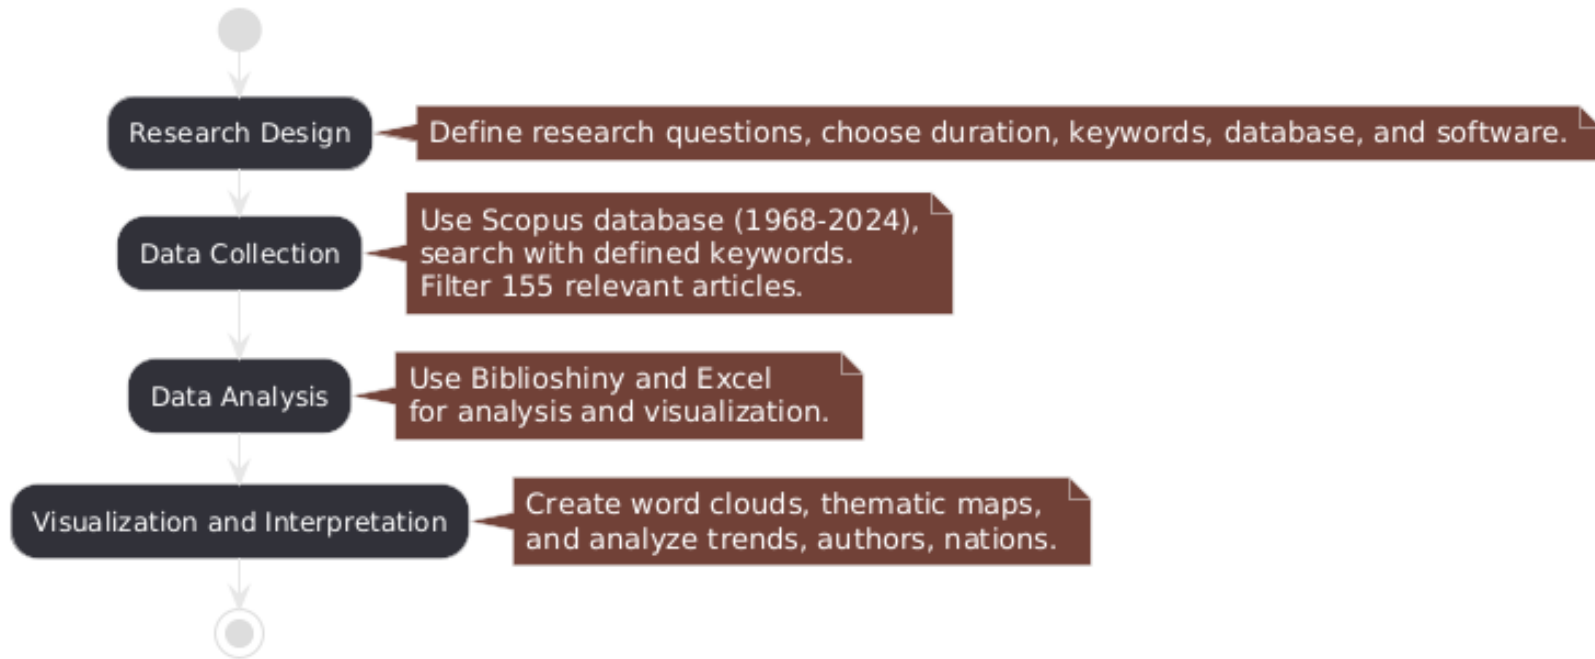 Research Design
Define research questions, choose duration, keywords, database, and software.
Data Collection
Use Scopus database (1968-2024),
search with defined keywords.
Filter 155 relevant articles.
Data Analysis
Use Biblioshiny and Excel
for analysis and visualization.
Visualization and Interpretation
Create word clouds, thematic maps,
and analyze trends, authors, nations.